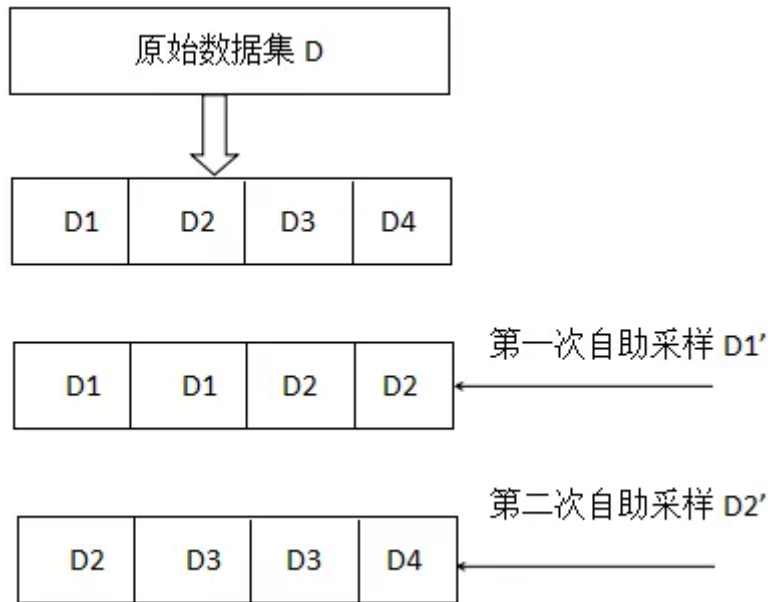 原始数据集 D
D1 D2 D3 D4
第一次自助采样 D1’
D1 D1 D2 D2
第二次自助采样 D2’
D2 D3 D3 D4